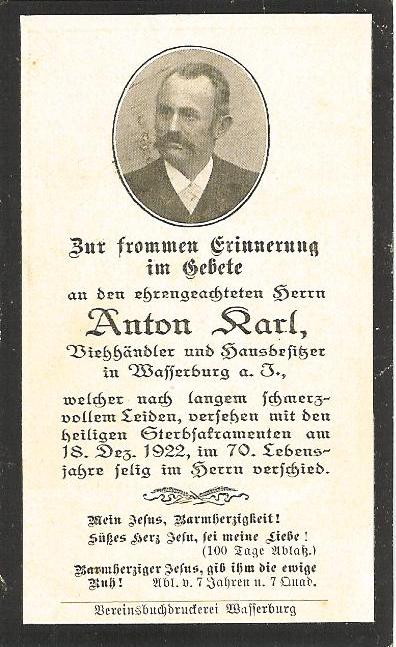 Zur frommen Erinnerung
im Gebete
an den ehrengeachteten Herrn
Anton Karl,
Viehhändler und Hausbesitzer
in Wasserburg a. I.,
welcher nach langem schmerz-
vollem Leiden, versehen mit den
heiligen Sterbsakramenten am
18. Dez. 1922, im 70. Lebens-
jahre selig im Herrn verschied.
Mein Jesus, Barmherzigkeit!
Süßes Herz Jesu, sei meine Liebe!
(100 Tage Ablaß.)
Barmherziger Jesus, gib ihm die ewige
Ruh! Abl. v. 7 Jahren u. 7 Quad.
Vereinsbuchdruckerei Wasserburg